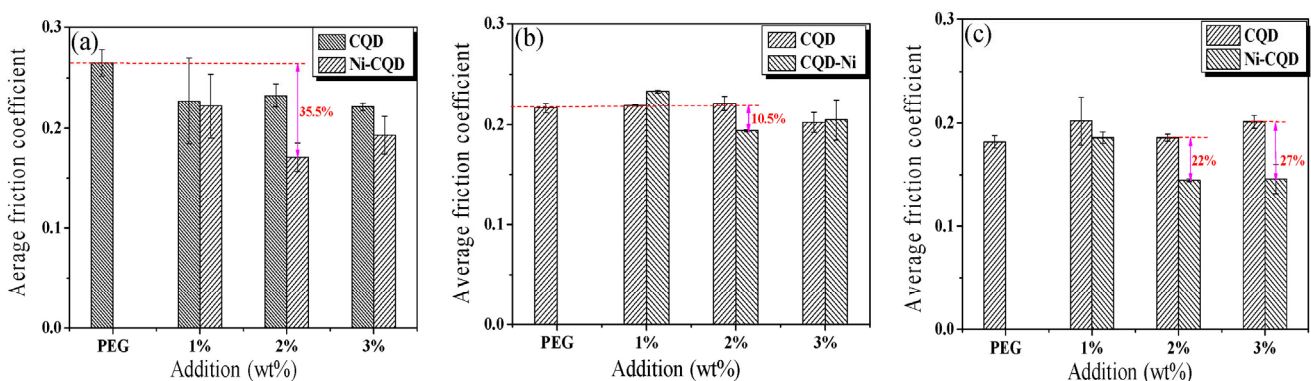 (a)
CQD
Ni-CQD
35.5%
0.3
0.2
0.1
0.0
Aerage friction coefficient
PEG 1% 2% 3%
Addition (wt%)
(b)
CQD
CQD-Ni
10.5%
0.3
0.2
0.1
0.0
Average friction coefficient
PEG 1% 2% 3%
Addition (wt%)
(c)
CQD
Ni-CQD
22%
27%
0.3
0.2
0.1
0.0
Average friction coefficient
PEG 1% 2% 3%
Addition (wt%)